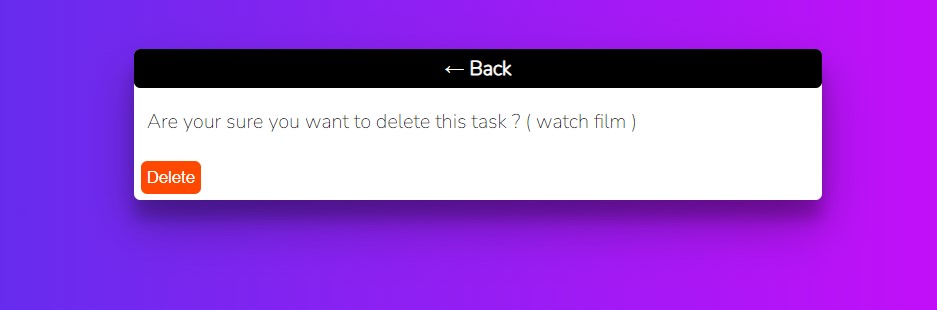 ← Back
Are your sure you want to delete this task ? ( watch film )
Delete